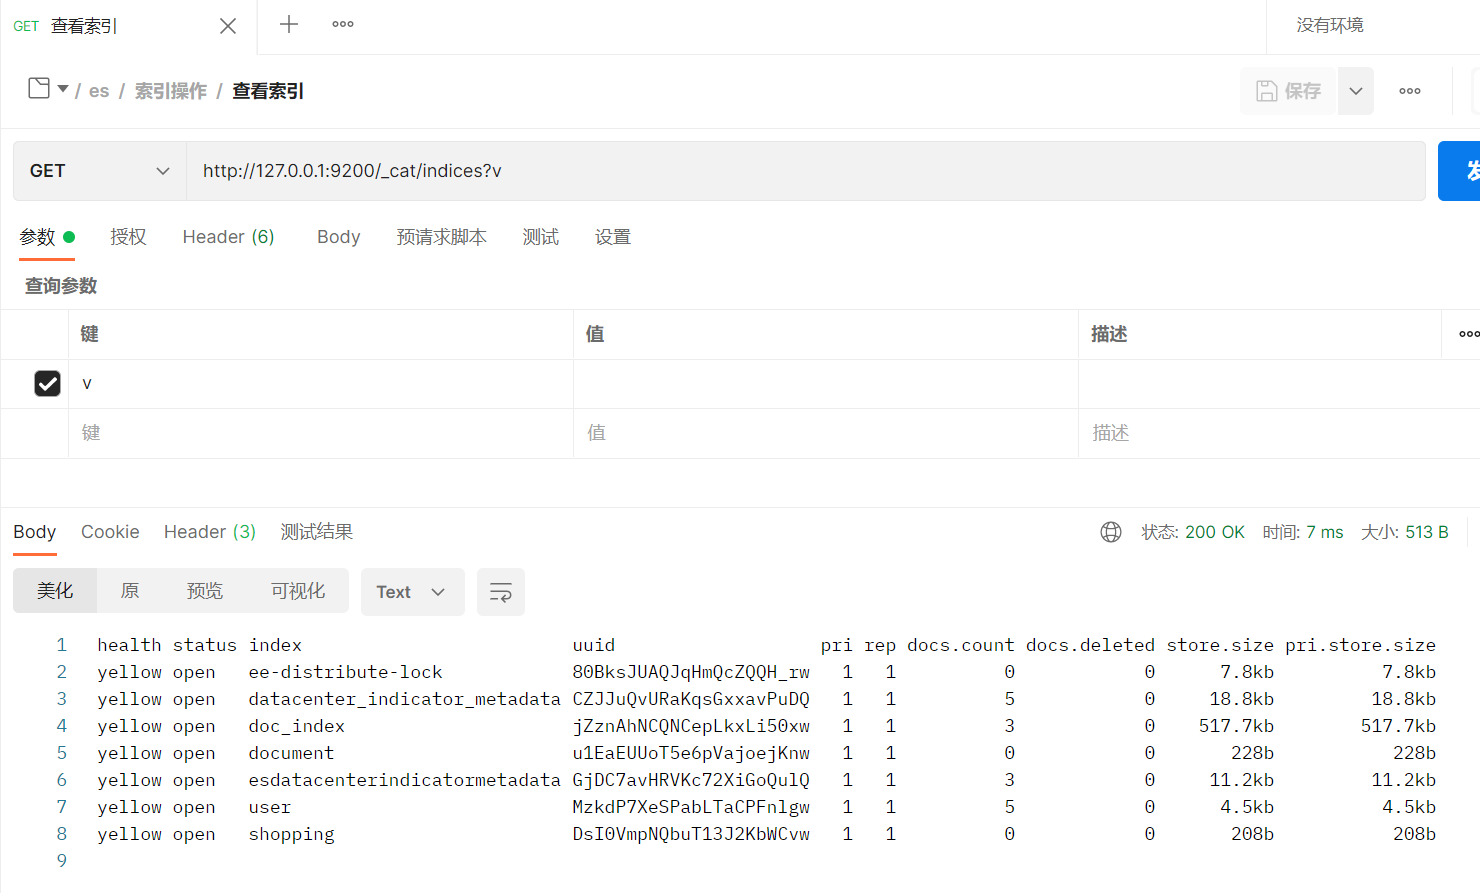 GET 查看索引
没有环境
/ es / 索引操作 / 查看索引
保存
GET http://127.0.0.1:9200/_cat/indices?v
参数 授权 Header (6) Body 预请求脚本 测试 设置
查询参数
键 值 描述
v
键 值 描述
Body Cookie Header (3) 测试结果 状态: 200 OK 时间: 7 ms 大小: 513 B
美化 原 预览 可视化 Text
1 health status index uuid pri rep docs.count docs.deleted store.size pri.store.size
2 yellow open ee-distribute-lock 80BksJUAQJqHmQcZQQH_rw 1 1 0 0 7.8kb 7.8kb
3 yellow open datacenter_indicator_metadata CZJJuQvURaKqsGxxavPuDQ 1 1 5 0 18.8kb 18.8kb
4 yellow open doc_index jZznAhNCQNCepLkxLi50xw 1 1 3 0 517.7kb 517.7kb
5 yellow open document u1EaEUUoT5e6pVajoejKnw 1 1 0 0 228b 228b
6 yellow open esdatacenterindicatormetadata GjDC7avHRVKc72XiGoQulQ 1 1 3 0 11.2kb 11.2kb
7 yellow open user MzkdP7XeSPabLTaCPFnlgw 1 1 5 0 4.5kb 4.5kb
8 yellow open shopping DsI0VmpNQbuT13J2KbWCvw 1 1 0 0 208b 208b
9